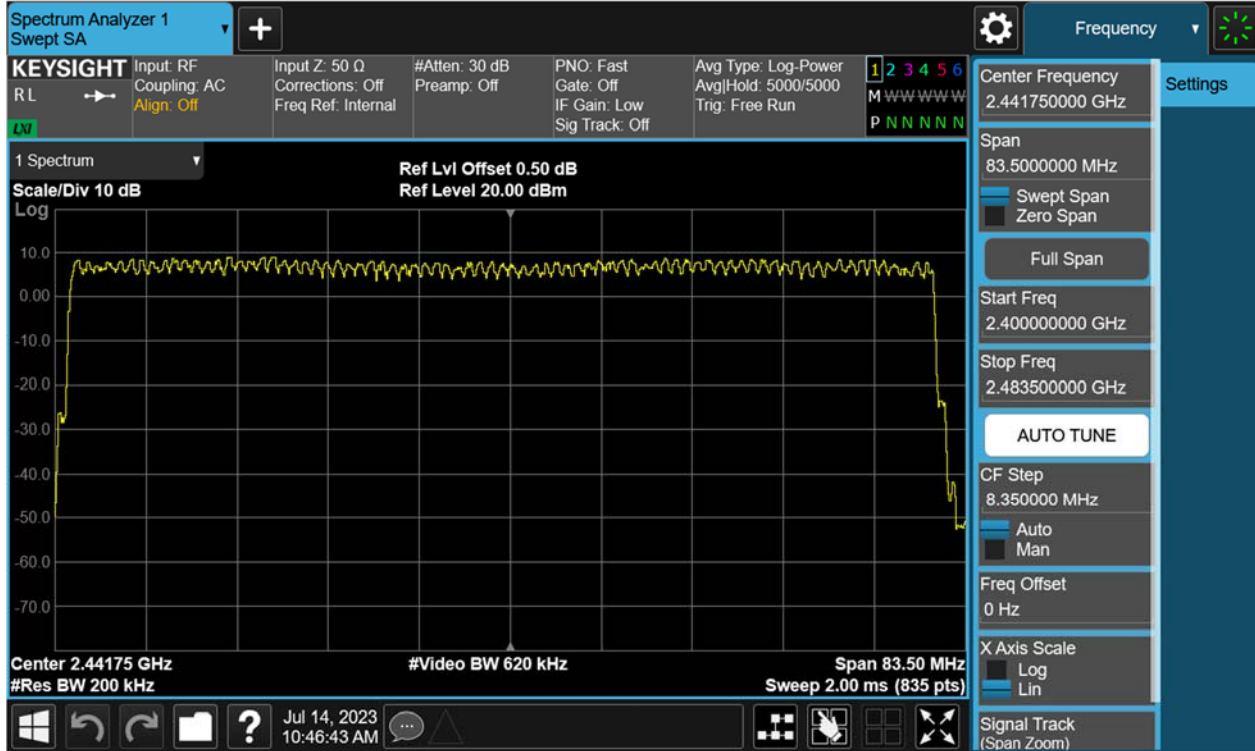 Spectrum Analyzer 1
Swept SA
+
Frequency
KEYSIGHT
RL
LXI
Input: RF
Coupling: AC
Align: Off
Input Z: 50 Ω
Corrections: Off
Freq Ref: Internal
#Atten: 30 dB
Preamp: Off
PNO: Fast
Gate: Off
IF Gain: Low
Sig Track: Off
Avg Type: Log-Power
Avg|Hold: 5000/5000
Trig: Free Run
1 2 3 4 5 6
M W W W W W
P N N N N N
1 Spectrum
Scale/Div 10 dB
Log
Ref Lvl Offset 0.50 dB
Ref Level 20.00 dBm
10.0
0.00
-10.0
-20.0
-30.0
-40.0
-50.0
-60.0
-70.0
Center 2.44175 GHz
#Res BW 200 kHz
#Video BW 620 kHz
Span 83.50 MHz
Sweep 2.00 ms (835 pts)
Center Frequency
2.441750000 GHz
Settings
Span
83.5000000 MHz
Swept Span
Zero Span
Full Span
Start Freq
2.400000000 GHz
Stop Freq
2.483500000 GHz
AUTO TUNE
CF Step
8.350000 MHz
Auto
Man
Freq Offset
0 Hz
X Axis Scale
Log
Lin
Signal Track
(Span Zoom)
?
Jul 14, 2023
10:46:43 AM